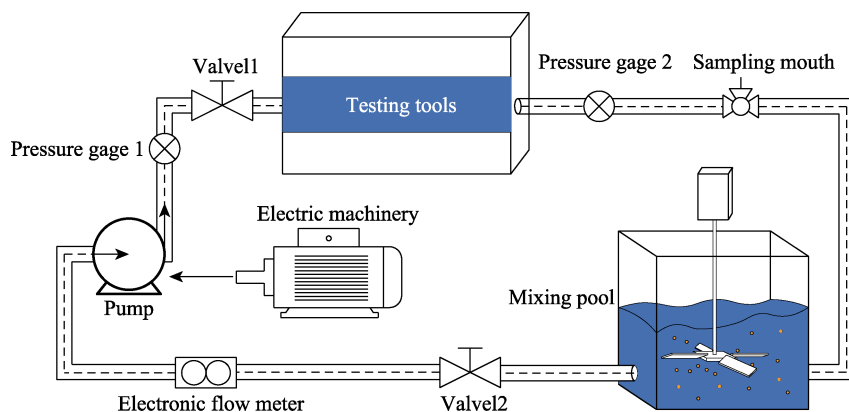 Valvel1
Pressure gage 2
Sampling mouth
Testing tools
Pressure gage 1
Electric machinery
Pump
Mixing pool
Electronic flow meter
Valvel2